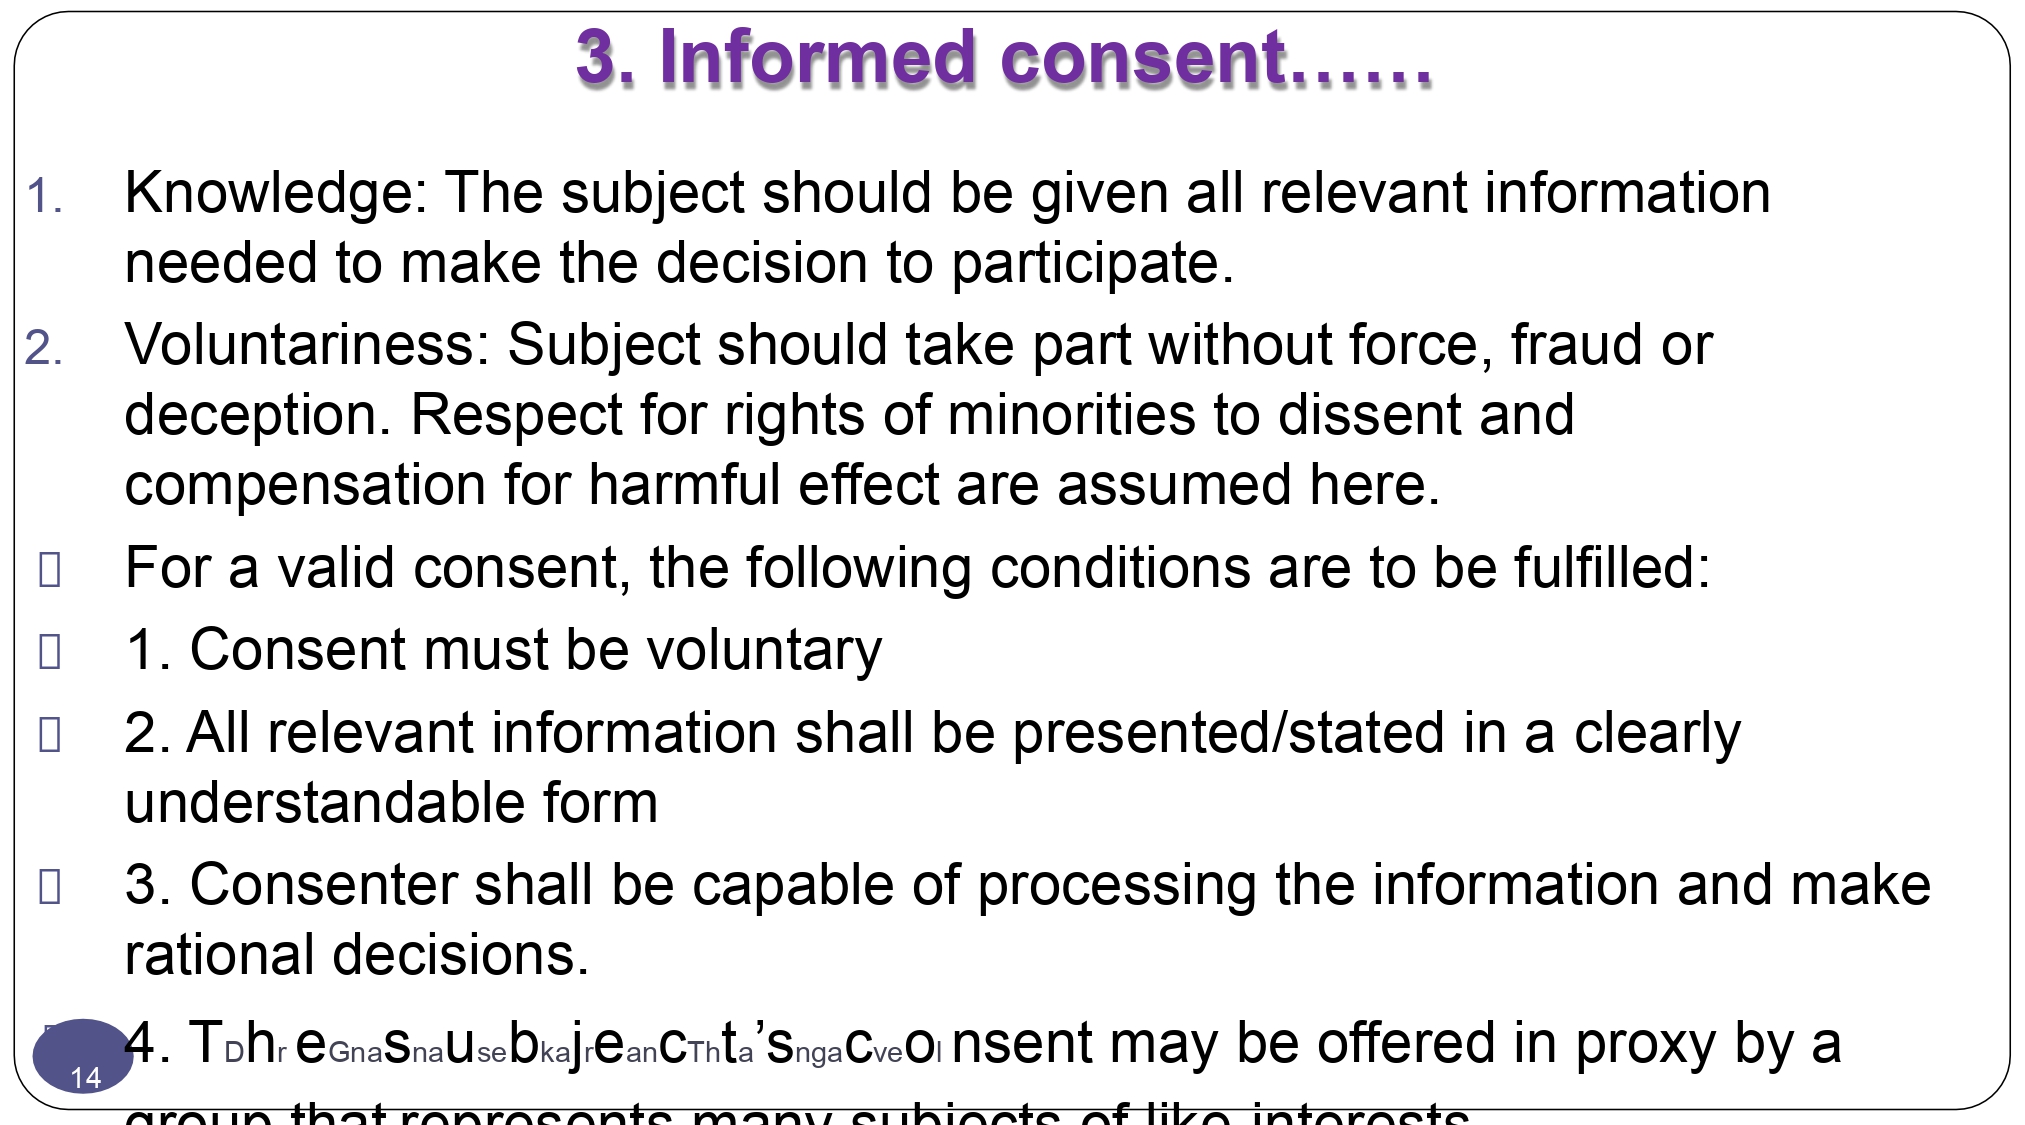 3. Informed consent……
1. Knowledge: The subject should be given all relevant information
needed to make the decision to participate.
2. Voluntariness: Subject should take part without force, fraud or
deception. Respect for rights of minorities to dissent and
compensation for harmful effect are assumed here.
For a valid consent, the following conditions are to be fulfilled:
1. Consent must be voluntary
2. All relevant information shall be presented/stated in a clearly
understandable form
3. Consenter shall be capable of processing the information and make
rational decisions.
4. The subject’s consent may be offered in proxy by a
Dr Gnanasekaran Thangavel
14
group that represents many subjects of like interests